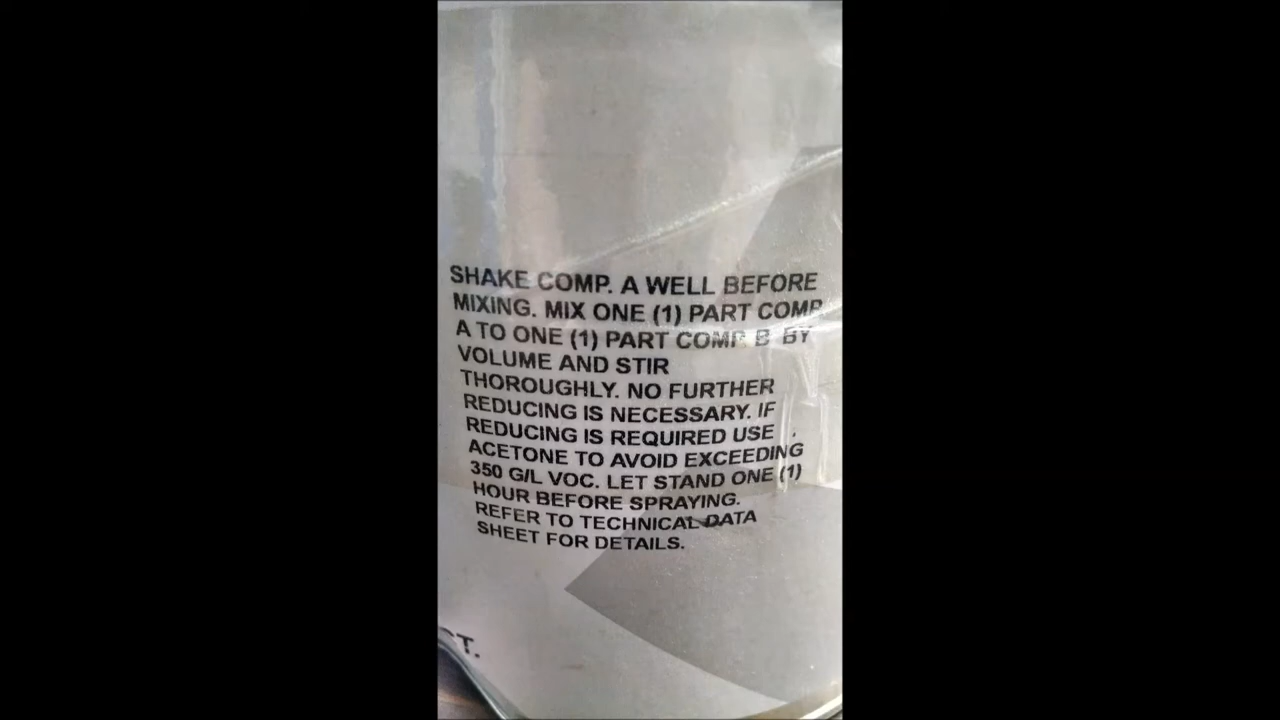 SHAKE COMP. A WELL BEFORE
MIXING. MIX ONE (1) PART COMP
A TO ONE (1) PART COMP. B BY
VOLUME AND STIR
THOROUGHLY. NO FURTHER
REDUCING IS NECESSARY. IF
REDUCING IS REQUIRED USE
ACETONE TO AVOID EXCEEDING
350 G/L VOC. LET STAND ONE (1)
HOUR BEFORE SPRAYING.
REFER TO TECHNICAL DATA
SHEET FOR DETAILS.